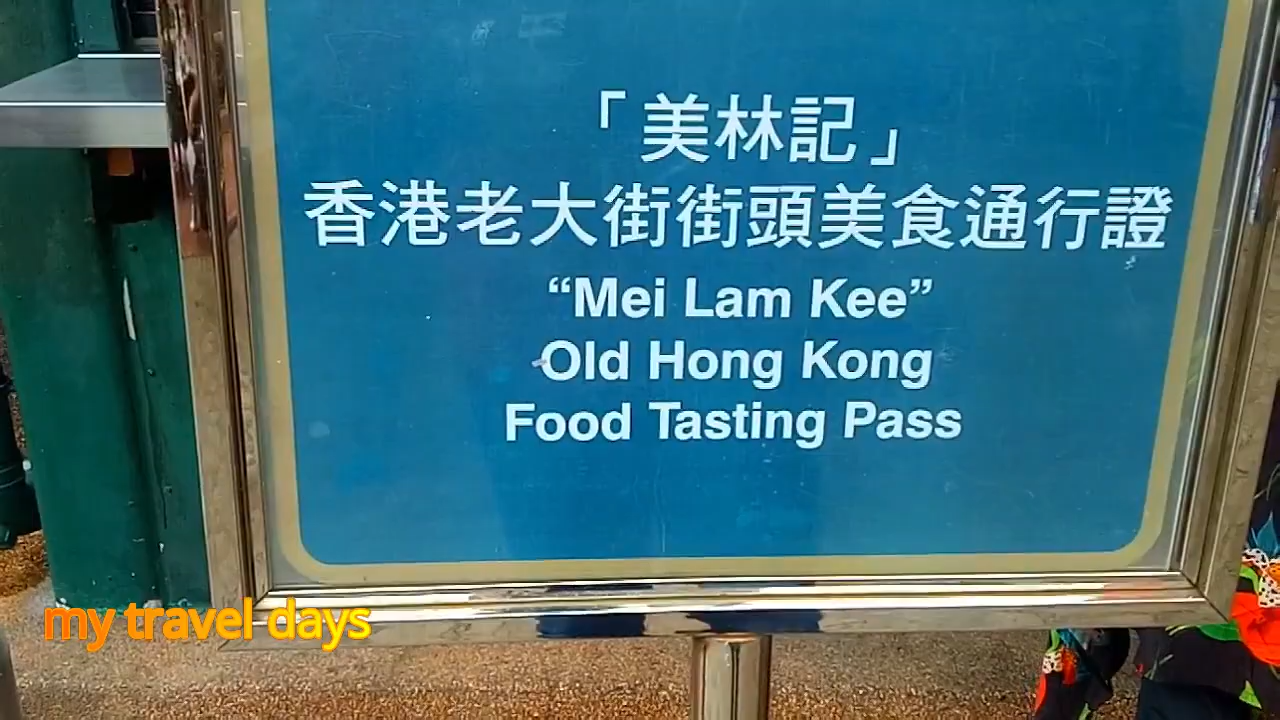 「美林記」
香港老大街街頭美食通行證
“Mei Lam Kee”
Old Hong Kong
Food Tasting Pass
my travel days